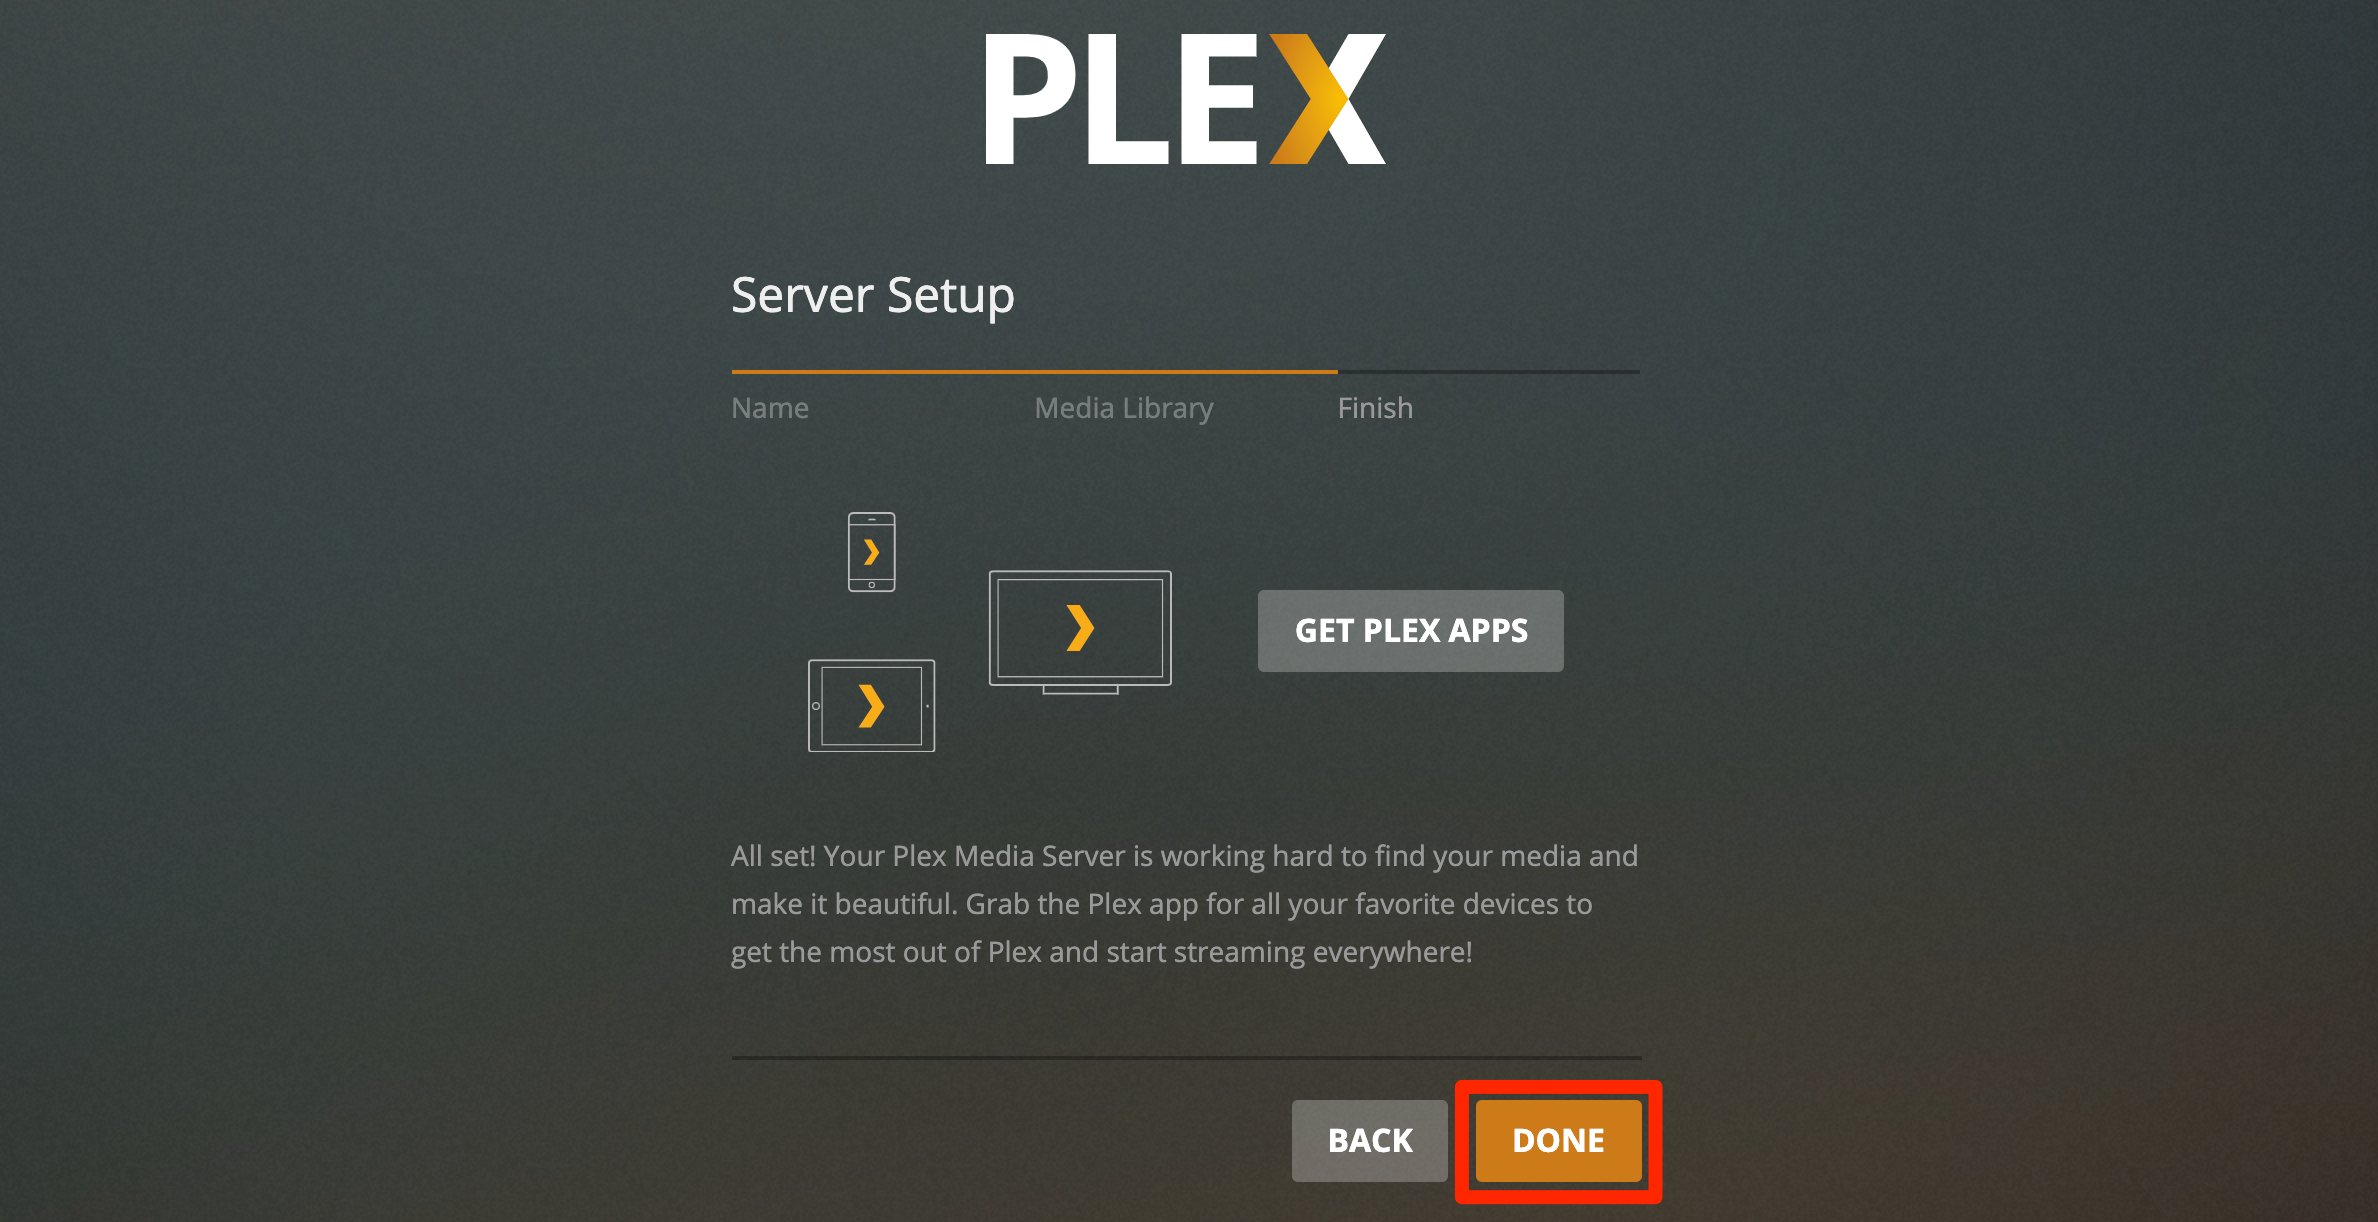 PLEX
Server Setup
Name Media Library Finish
GET PLEX APPS
All set! Your Plex Media Server is working hard to find your media and
make it beautiful. Grab the Plex app for all your favorite devices to
get the most out of Plex and start streaming everywhere!
BACK DONE